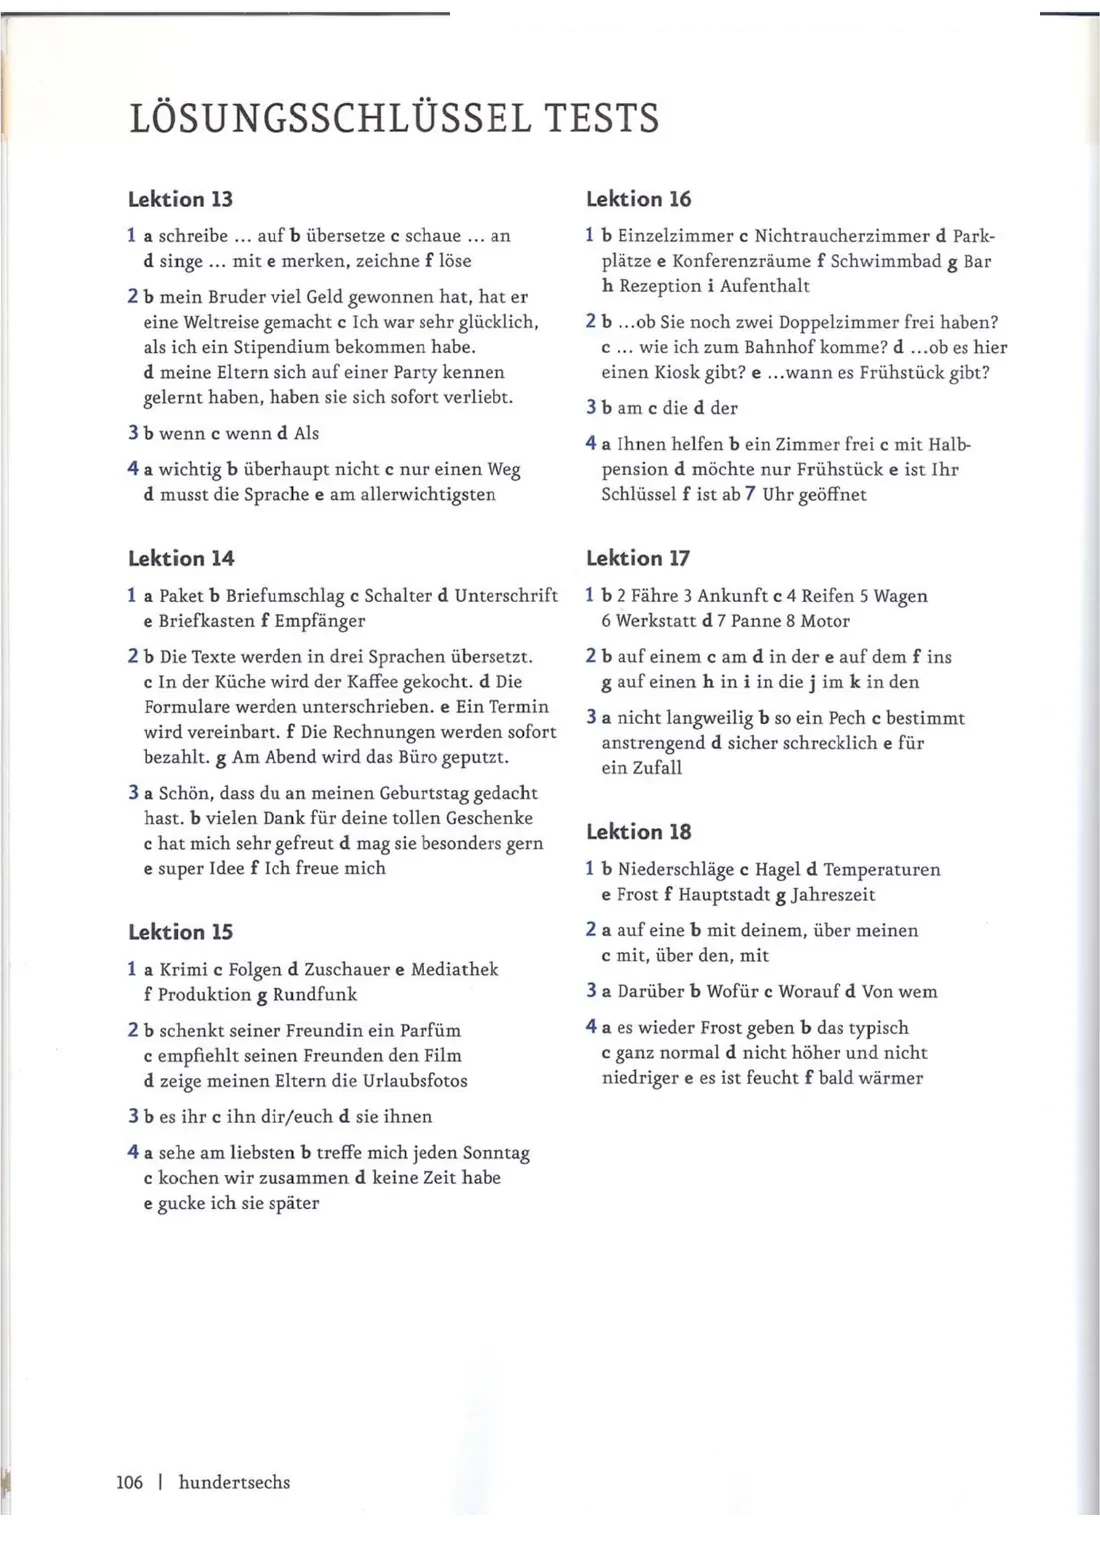 LÖSUNGSSCHLÜSSEL TESTS
Lektion 13
1 a schreibe ... auf b übersetze c schaue ... an
d singe ... mit e merken, zeichne f löse
2 b mein Bruder viel Geld gewonnen hat, hat er
eine Weltreise gemacht c Ich war sehr glücklich,
als ich ein Stipendium bekommen habe.
d meine Eltern sich auf einer Party kennen
gelernt haben, haben sie sich sofort verliebt.
3 b wenn c wenn d Als
4 a wichtig b überhaupt nicht c nur einen Weg
d musst die Sprache e am allerwichtigsten
Lektion 14
1 a Paket b Briefumschlag c Schalter d Unterschrift
e Briefkasten f Empfänger
2 b Die Texte werden in drei Sprachen übersetzt.
c In der Küche wird der Kaffee gekocht. d Die
Formulare werden unterschrieben. e Ein Termin
wird vereinbart. f Die Rechnungen werden sofort
bezahlt. g Am Abend wird das Büro geputzt.
3 a Schön, dass du an meinen Geburtstag gedacht
hast. b vielen Dank für deine tollen Geschenke
c hat mich sehr gefreut d mag sie besonders gern
e super Idee f Ich freue mich
Lektion 15
1 a Krimi c Folgen d Zuschauer e Mediathek
f Produktion g Rundfunk
2 b schenkt seiner Freundin ein Parfüm
c empfiehlt seinen Freunden den Film
d zeige meinen Eltern die Urlaubsfotos
3 b es ihr c ihn dir/euch d sie ihnen
4 a sehe am liebsten b treffe mich jeden Sonntag
c kochen wir zusammen d keine Zeit habe
e gucke ich sie später
Lektion 16
1 b Einzelzimmer c Nichtraucherzimmer d Park-
plätze e Konferenzräume f Schwimmbad g Bar
h Rezeption i Aufenthalt
2 b ...ob Sie noch zwei Doppelzimmer frei haben?
c ... wie ich zum Bahnhof komme? d ...ob es hier
einen Kiosk gibt? e ...wann es Frühstück gibt?
3 b am c die d der
4 a Ihnen helfen b ein Zimmer frei c mit Halb-
pension d möchte nur Frühstück e ist Ihr
Schlüssel f ist ab 7 Uhr geöffnet
Lektion 17
1 b 2 Fähre 3 Ankunft c 4 Reifen 5 Wagen
6 Werkstatt d 7 Panne 8 Motor
2 b auf einem c am d in der e auf dem f ins
g auf einen h in i in die j im k in den
3 a nicht langweilig b so ein Pech c bestimmt
anstrengend d sicher schrecklich e für
ein Zufall
Lektion 18
1 b Niederschläge c Hagel d Temperaturen
e Frost f Hauptstadt g Jahreszeit
2 a auf eine b mit deinem, über meinen
c mit, über den, mit
3 a Darüber b Wofür c Worauf d Von wem
4 a es wieder Frost geben b das typisch
c ganz normal d nicht höher und nicht
niedriger e es ist feucht f bald wärmer
106 | hundertsechs